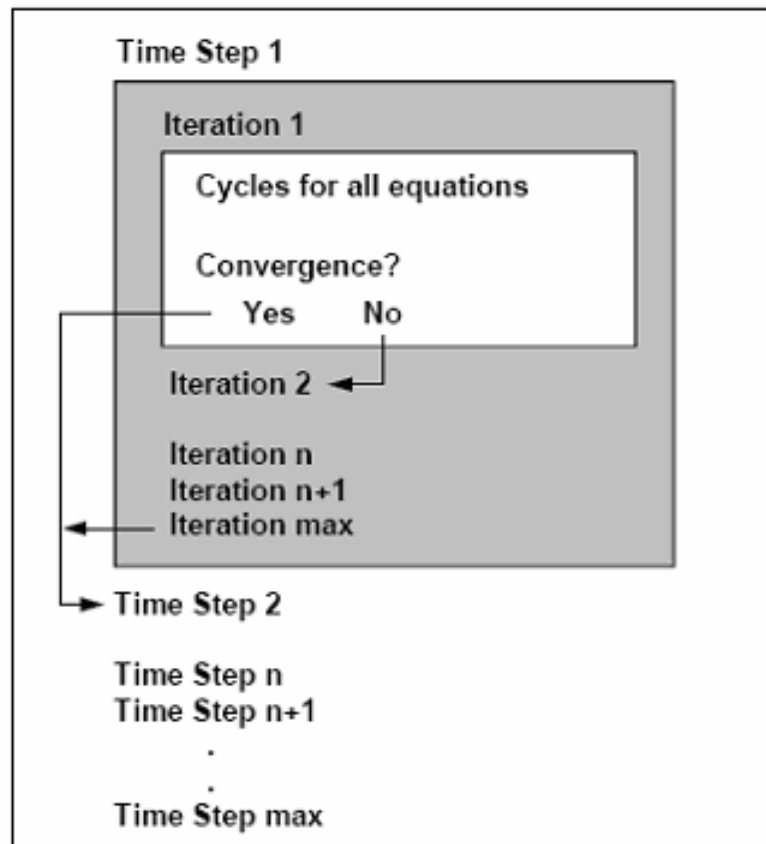 Time Step 1
Iteration 1
Cycles for all equations
Convergence?
Yes No
Iteration 2
Iteration n
Iteration n+1
Iteration max
Time Step 2
Time Step n
Time Step n+1
.
.
Time Step max